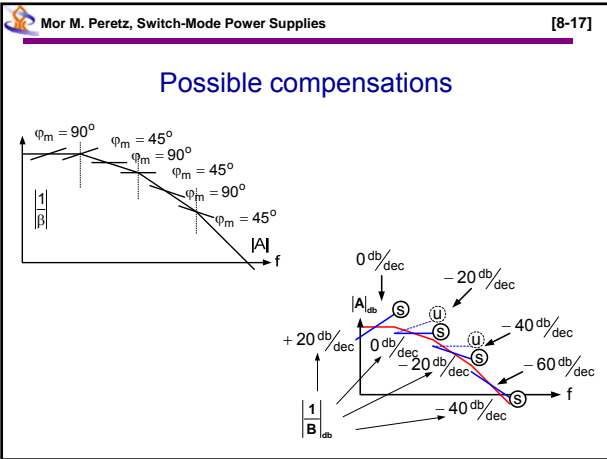 Mor M. Peretz, Switch-Mode Power Supplies [8-17]
Possible compensations
φm = 90°
φm = 45°
φm = 90°
φm = 45°
φm = 90°
φm = 45°
|1/β|
|A|
f
0 db/dec
− 20 db/dec
|A|db
S
u
S
u
− 40 db/dec
S
+ 20 db/dec
0 db/dec
− 20 db/dec
− 60 db/dec
f
S
|1/B|db
− 40 db/dec